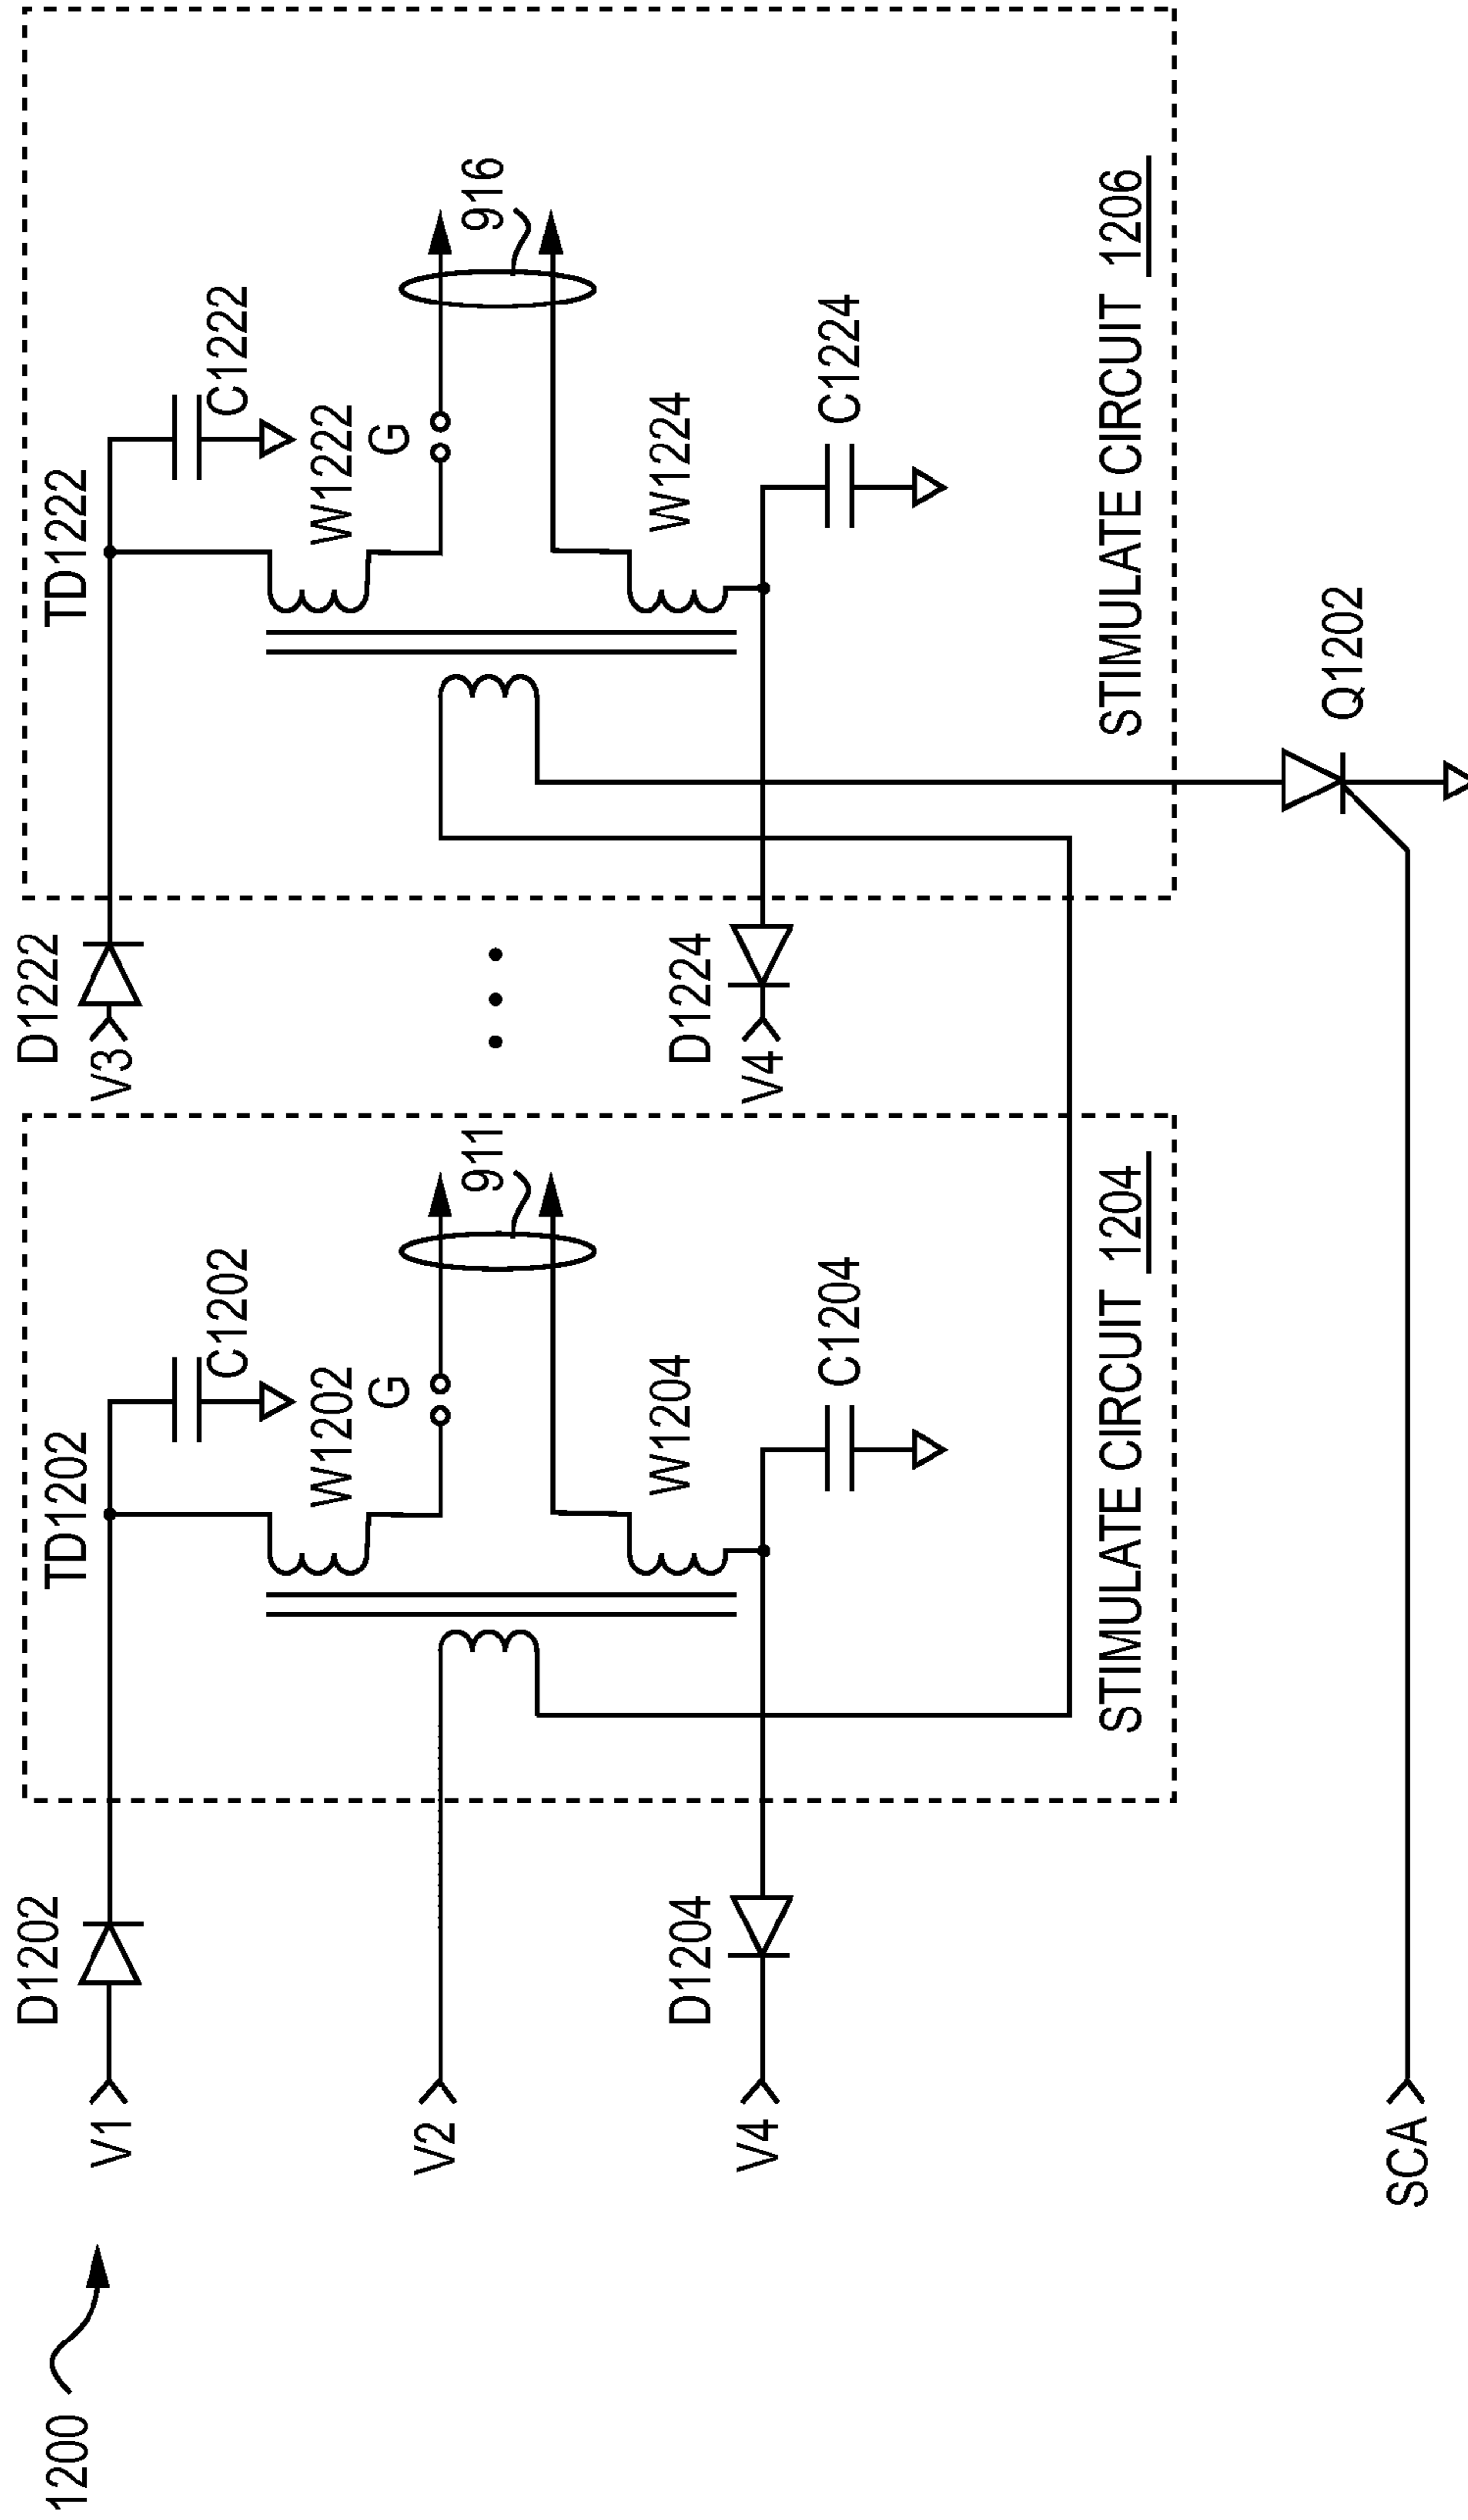 1200
V1
D1202
TD1202
C1202
W1202
G
911
V2
W1204
C1204
D1204
V4
STIMULATE CIRCUIT 1204
V3
D1222
TD1222
C1222
W1222
G
916
W1224
C1224
D1224
V4
STIMULATE CIRCUIT 1206
Q1202
SCA